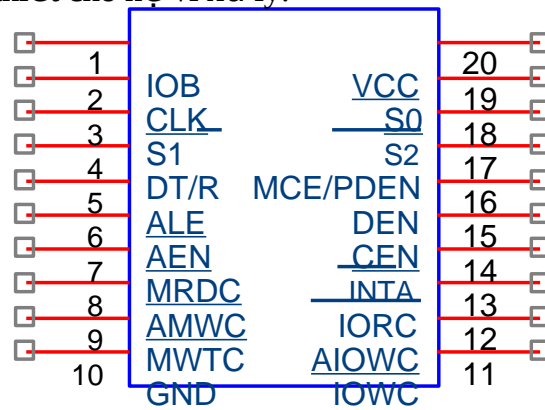 1 IOB VCC 20
2 CLK S0 19
3 S1 S2 18
4 DT/R MCE/PDEN 17
5 ALE DEN 16
6 AEN CEN 15
7 MRDC INTA 14
8 AMWC IORC 13
9 MWTC AIOWC 12
10 GND IOWC 11